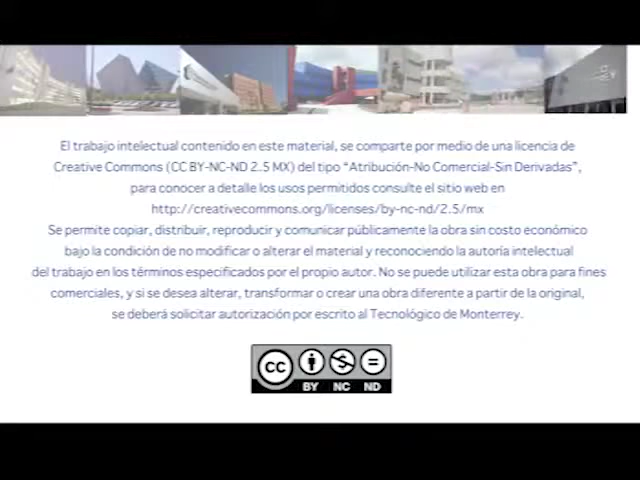 El trabajo intelectual contenido en este material, se comparte por medio de una licencia de
Creative Commons (CC BY-NC-ND 2.5 MX) del tipo "Atribución-No Comercial-Sin Derivadas",
para conocer a detalle los usos permitidos consulte el sitio web en
http://creativecommons.org/licenses/by-nc-nd/2.5/mx
Se permite copiar, distribuir, reproducir y comunicar públicamente la obra sin costo económico
bajo la condición de no modificar o alterar el material y reconociendo la autoría intelectual
del trabajo en los términos especificados por el propio autor. No se puede utilizar esta obra para fines
comerciales, y si se desea alterar, transformar o crear una obra diferente a partir de la original,
se deberá solicitar autorización por escrito al Tecnológico de Monterrey.
CC
BY NC ND